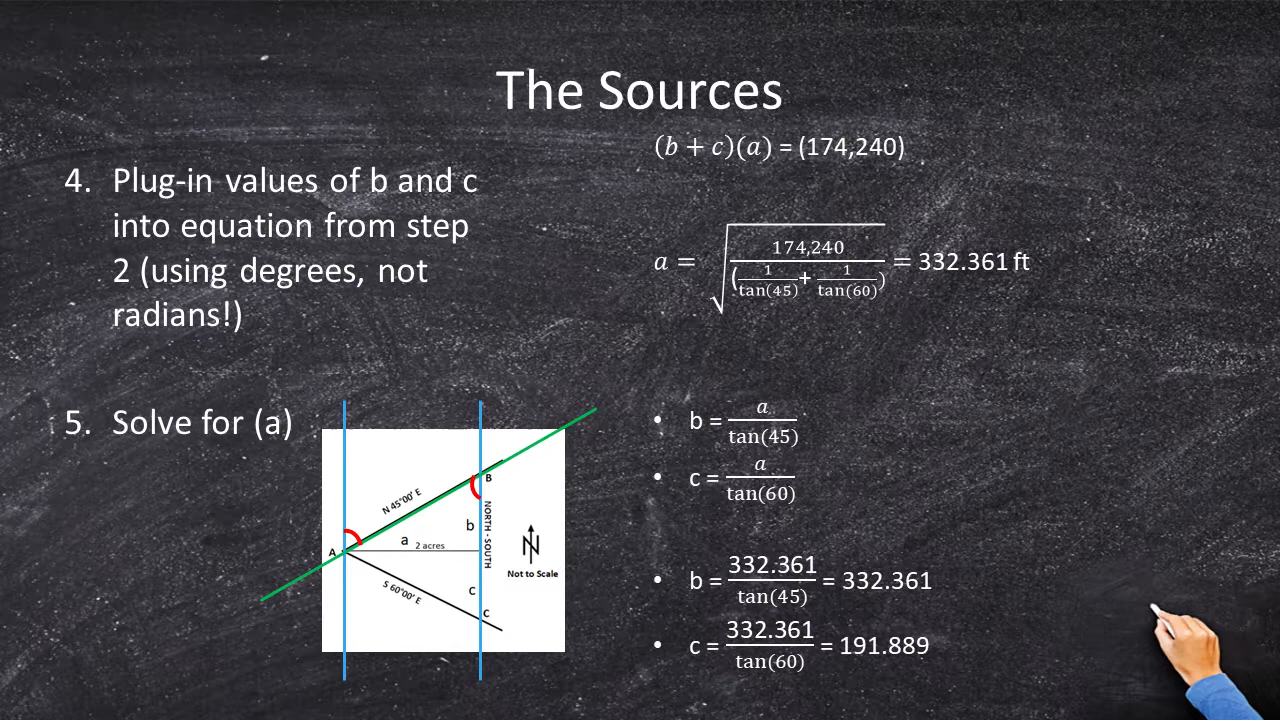 The Sources
(b + c)(a) = (174,240)
4. Plug-in values of b and c
into equation from step
2 (using degrees, not
radians!)
a = √(174,240 / (1/tan(45) + 1/tan(60))) = 332.361 ft
5. Solve for (a)
• b = a/tan(45)
• c = a/tan(60)
• b = 332.361/tan(45) = 332.361
• c = 332.361/tan(60) = 191.889
N 45°00' E
B
b
NORTH - SOUTH
a 2 acres
A
N
Not to Scale
S 60°00' E
c
C